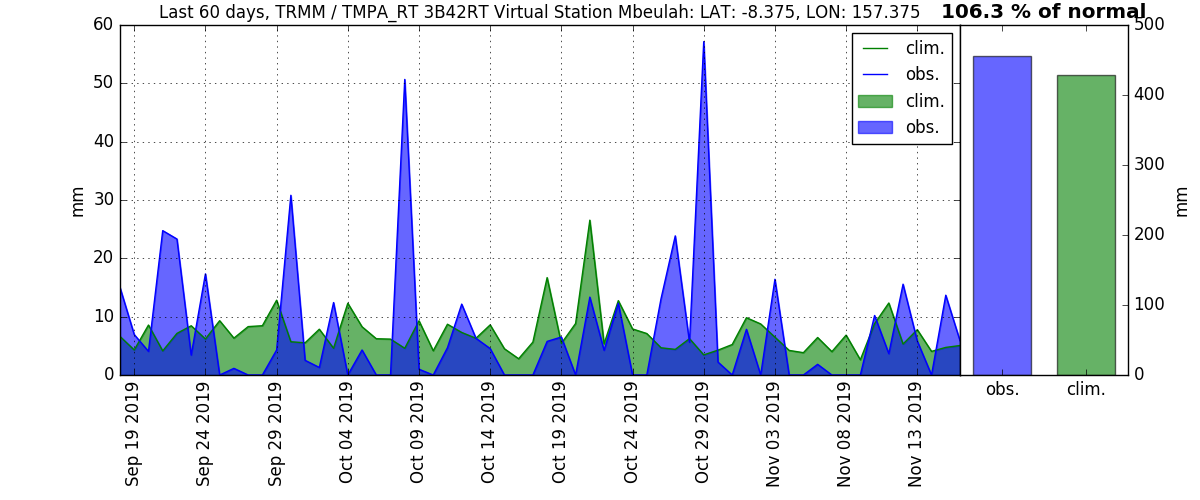 Last 60 days, TRMM / TMPA_RT 3B42RT Virtual Station Mbeulah: LAT: -8.375, LON: 157.375
106.3 % of normal
60
50
40
30
20
10
0
mm
clim.
obs.
clim.
obs.
500
400
300
200
100
0
mm
obs.
clim.
Sep 19 2019
Sep 24 2019
Sep 29 2019
Oct 04 2019
Oct 09 2019
Oct 14 2019
Oct 19 2019
Oct 24 2019
Oct 29 2019
Nov 03 2019
Nov 08 2019
Nov 13 2019